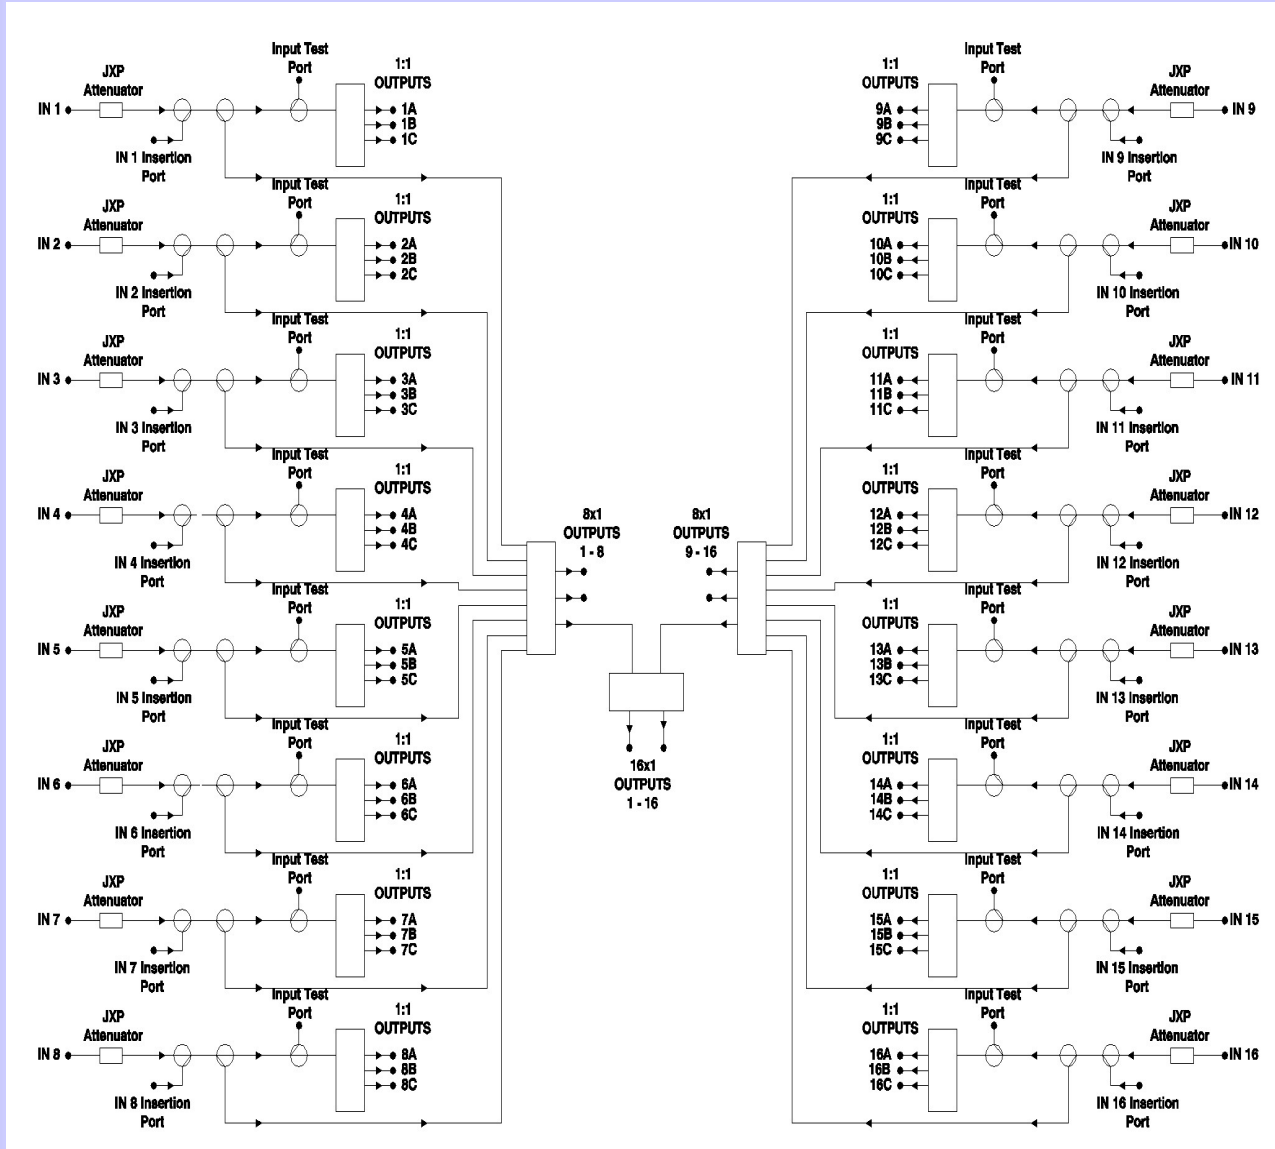 Input Test
Port
JXP
Attenuator
1:1
OUTPUTS
IN 1
1A
1B
1C
IN 1 Insertion
Port
Input Test
Port
JXP
Attenuator
1:1
OUTPUTS
IN 2
2A
2B
2C
IN 2 Insertion
Port
Input Test
Port
JXP
Attenuator
1:1
OUTPUTS
IN 3
3A
3B
3C
IN 3 Insertion
Port
Input Test
Port
JXP
Attenuator
1:1
OUTPUTS
IN 4
4A
4B
4C
IN 4 Insertion
Port
Input Test
Port
JXP
Attenuator
1:1
OUTPUTS
IN 5
5A
5B
5C
IN 5 Insertion
Port
Input Test
Port
JXP
Attenuator
1:1
OUTPUTS
IN 6
6A
6B
6C
IN 6 Insertion
Port
Input Test
Port
JXP
Attenuator
1:1
OUTPUTS
IN 7
7A
7B
7C
IN 7 Insertion
Port
Input Test
Port
JXP
Attenuator
1:1
OUTPUTS
IN 8
8A
8B
8C
IN 8 Insertion
Port
8x1
OUTPUTS
1 - 8
8x1
OUTPUTS
9 - 16
16x1
OUTPUTS
1 - 16
Input Test
Port
1:1
OUTPUTS
JXP
Attenuator
9A
9B
9C
IN 9
IN 9 Insertion
Port
Input Test
Port
1:1
OUTPUTS
JXP
Attenuator
10A
10B
10C
IN 10
IN 10 Insertion
Port
Input Test
Port
1:1
OUTPUTS
JXP
Attenuator
11A
11B
11C
IN 11
IN 11 Insertion
Port
Input Test
Port
1:1
OUTPUTS
JXP
Attenuator
12A
12B
12C
IN 12
IN 12 Insertion
Port
Input Test
Port
1:1
OUTPUTS
JXP
Attenuator
13A
13B
13C
IN 13
IN 13 Insertion
Port
Input Test
Port
1:1
OUTPUTS
JXP
Attenuator
14A
14B
14C
IN 14
IN 14 Insertion
Port
Input Test
Port
1:1
OUTPUTS
JXP
Attenuator
15A
15B
15C
IN 15
IN 15 Insertion
Port
Input Test
Port
1:1
OUTPUTS
JXP
Attenuator
16A
16B
16C
IN 16
IN 16 Insertion
Port